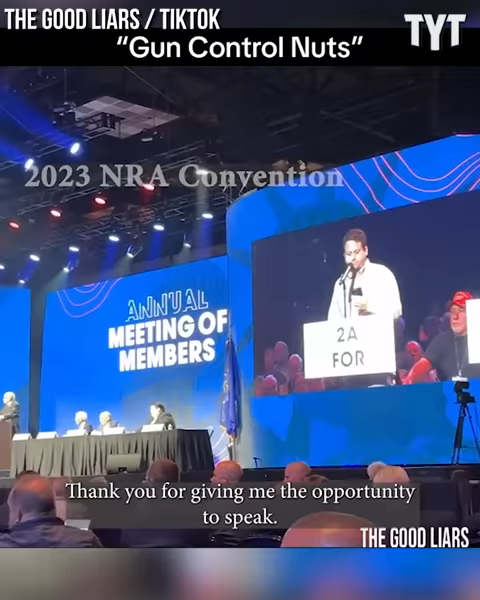 THE GOOD LIARS / TIKTOK
TYT
"Gun Control Nuts"
2023 NRA Convention
ANNUAL
MEETING OF
MEMBERS
2A
FOR
Thank you for giving me the opportunity
to speak.
THE GOOD LIARS